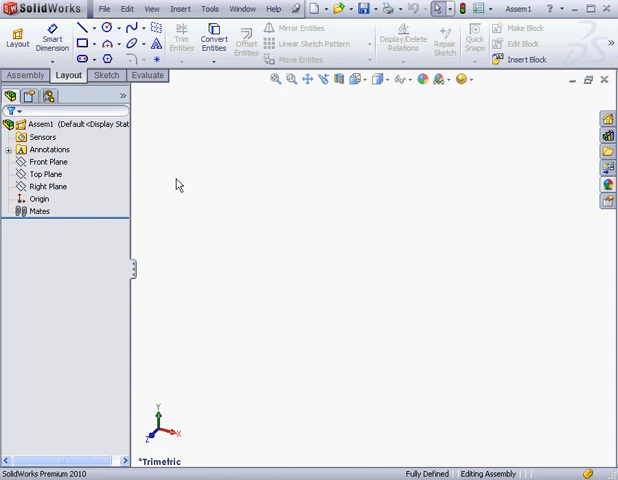 SolidWorks File Edit View Insert Tools Window Help Assem1 ?
Layout Smart Dimension Trim Entities Convert Entities Offset Entities Mirror Entities Linear Sketch Pattern Move Entities Display/Delete Relations Repair Sketch Quick Snaps Make Block Edit Block Insert Block
Assembly Layout Sketch Evaluate
Assem1 (Default<Display Stat
Sensors
Annotations
Front Plane
Top Plane
Right Plane
Origin
Mates
Y
X
Z
*Trimetric
SolidWorks Premium 2010 Fully Defined Editing Assembly